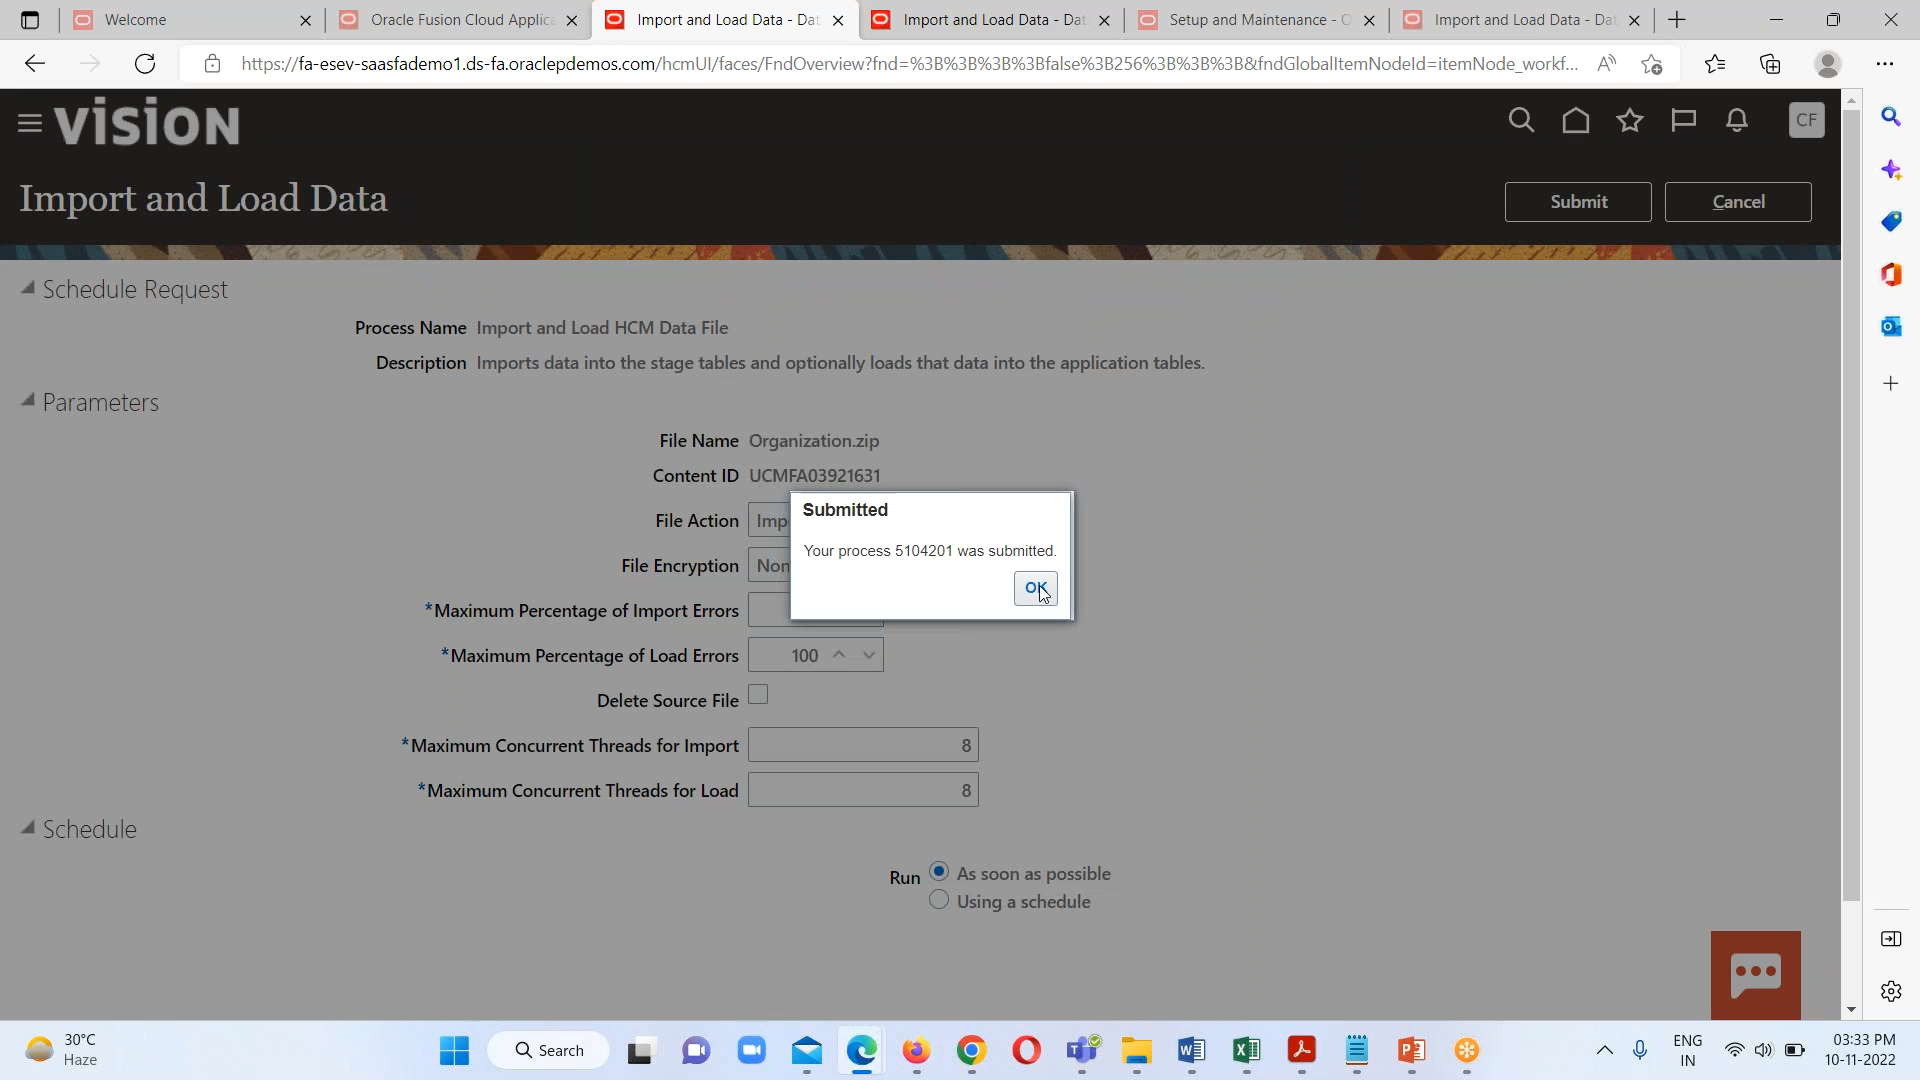 Welcome
Oracle Fusion Cloud Applica
Import and Load Data - Dat
Import and Load Data - Dat
Setup and Maintenance - O
Import and Load Data - Dat
https://fa-esev-saasfademo1.ds-fa.oraclepdemos.com/hcmUI/faces/FndOverview?fnd=%3B%3B%3B%3Bfalse%3B256%3B%3B%3B&fndGlobalItemNodeId=itemNode_workf...
VISION
CF
Import and Load Data
Submit
Cancel
Schedule Request
Process Name Import and Load HCM Data File
Description Imports data into the stage tables and optionally loads that data into the application tables.
Parameters
File Name Organization.zip
Content ID UCMFA03921631
Submitted
File Action Imp
Your process 5104201 was submitted.
File Encryption Non
OK
*Maximum Percentage of Import Errors
*Maximum Percentage of Load Errors 100
Delete Source File
*Maximum Concurrent Threads for Import 8
*Maximum Concurrent Threads for Load 8
Schedule
Run As soon as possible
Using a schedule
30°C
Haze
Search
ENG
IN
03:33 PM
10-11-2022